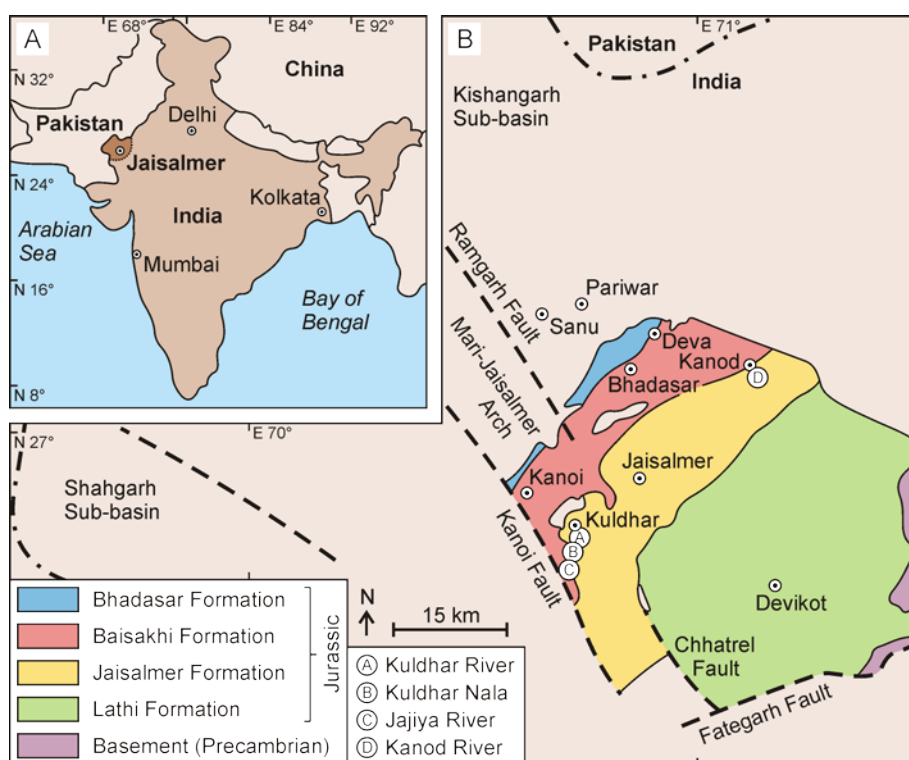 A
E 68°
E 84°
E 92°
N 32°
China
Delhi
Pakistan
Jaisalmer
N 24°
Kolkata
India
Arabian
Sea
Mumbai
N 16°
Bay of
Bengal
N 8°
B
E 71°
Pakistan
India
Kishangarh
Sub-basin
Ramgarh Fault
Pariwar
Sanu
Mari-Jaisalmer
Arch
Deva
Kanod
D
Bhadasar
N 27°
E 70°
Jaisalmer
Kanoi
Shahgarh
Sub-basin
Kuldhar
A
B
C
Kanoi Fault
Devikot
Chhatrel
Fault
Fategarh Fault
Bhadasar Formation
Baisakhi Formation
Jaisalmer Formation
Lathi Formation
Basement (Precambrian)
Jurassic
N
15 km
A Kuldhar River
B Kuldhar Nala
C Jajiya River
D Kanod River